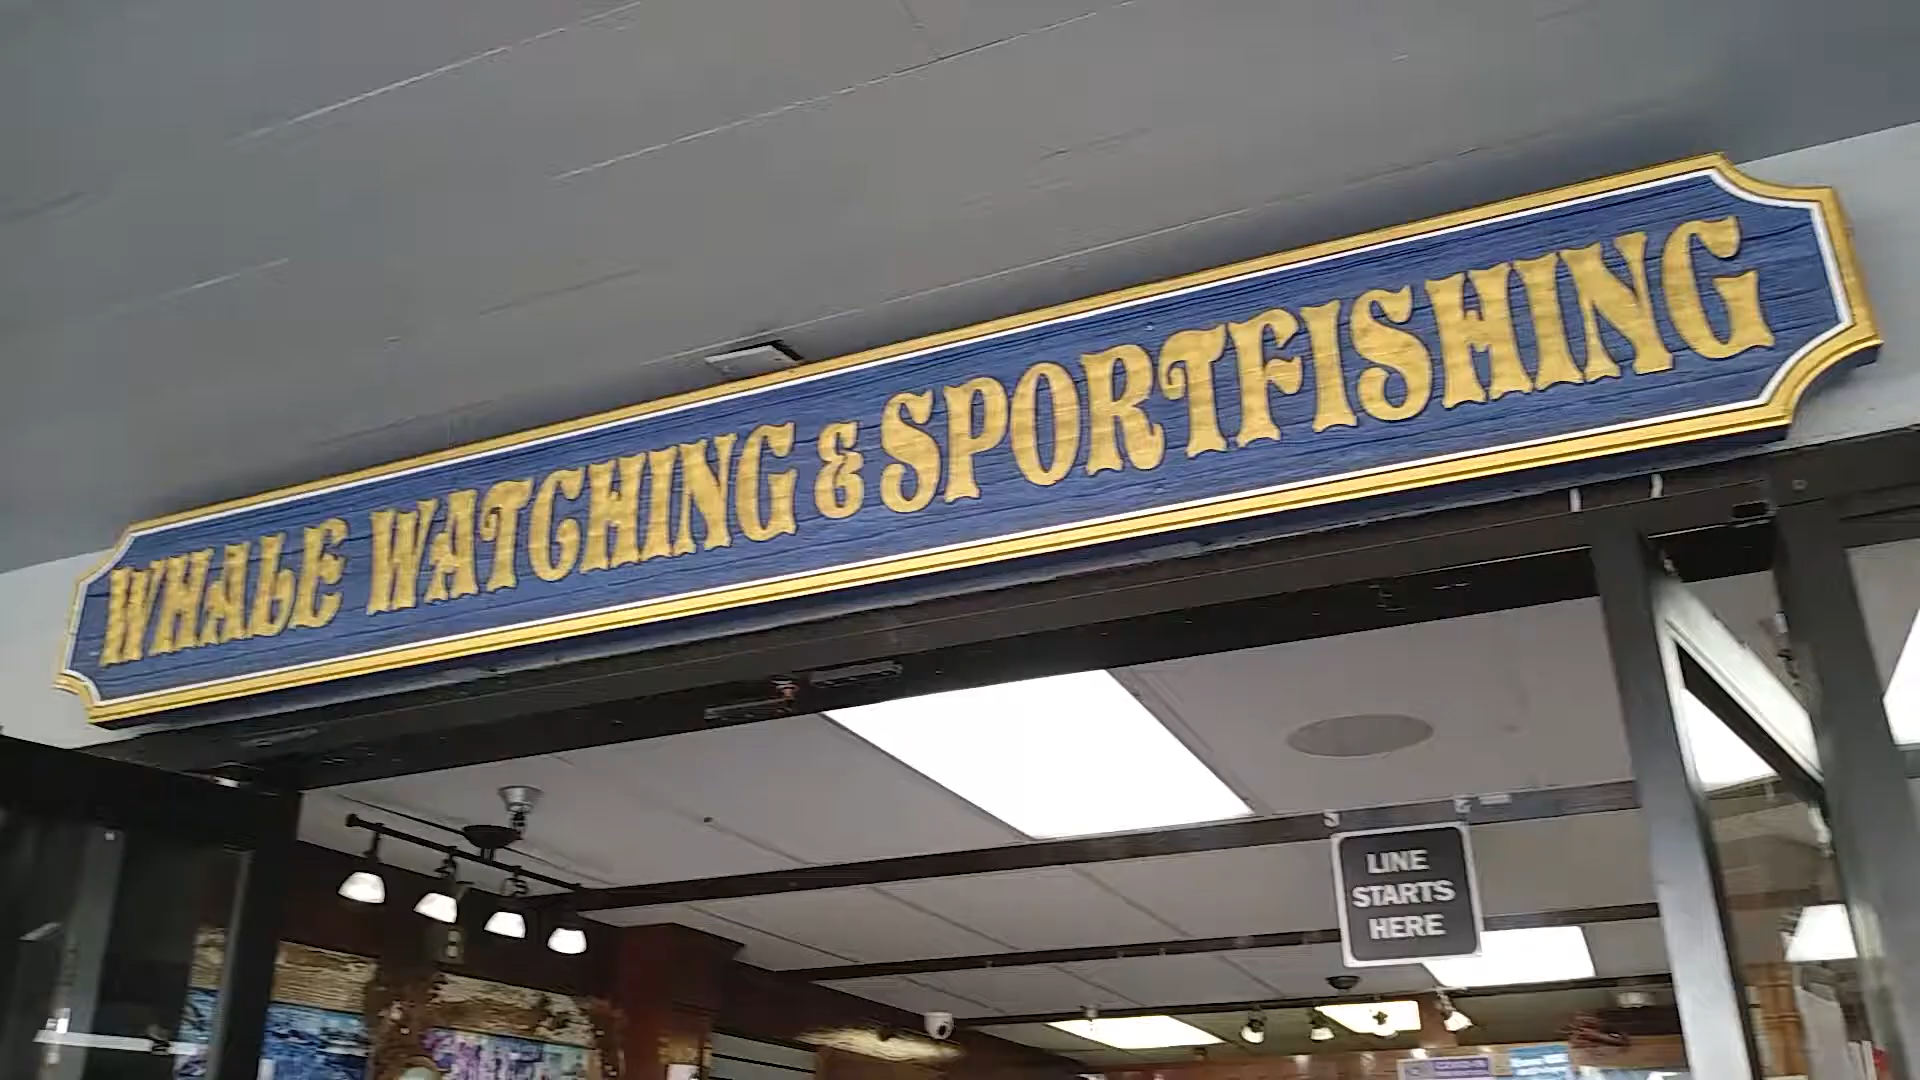 WHALE WATCHING & SPORTFISHING
LINE
STARTS
HERE